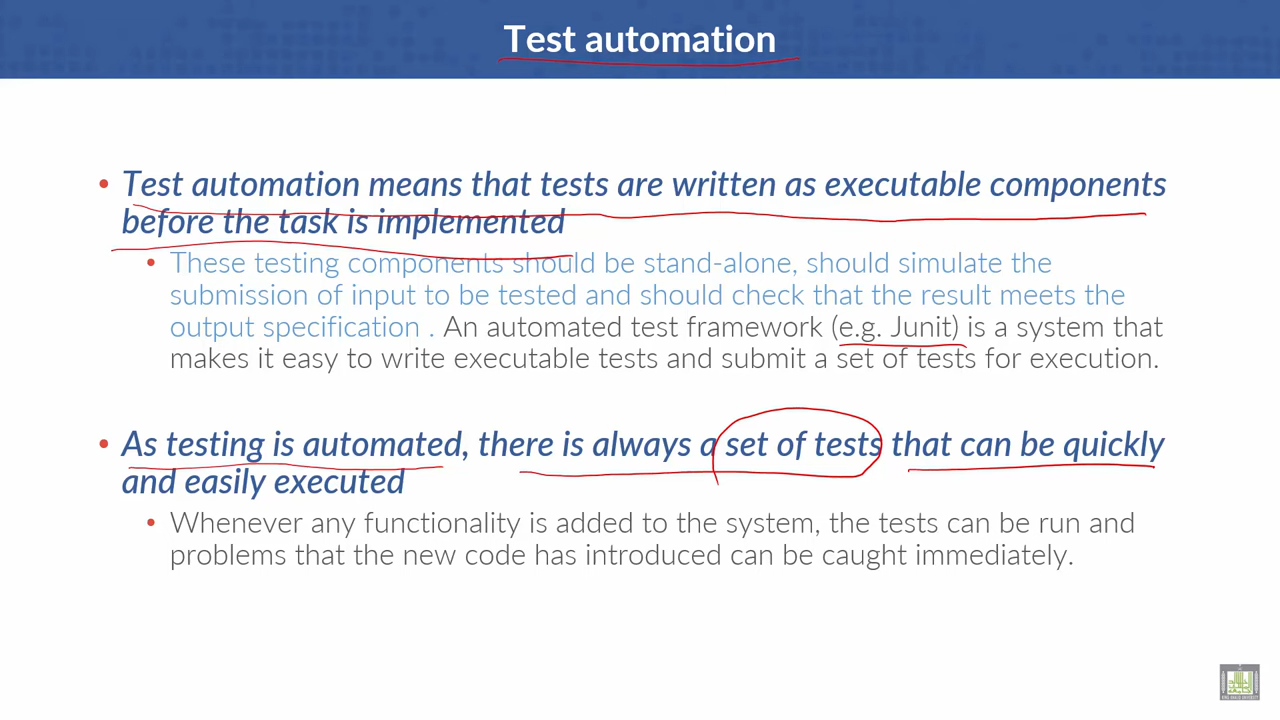 Test automation
• Test automation means that tests are written as executable components
before the task is implemented
• These testing components should be stand-alone, should simulate the
submission of input to be tested and should check that the result meets the
output specification . An automated test framework (e.g. Junit) is a system that
makes it easy to write executable tests and submit a set of tests for execution.
• As testing is automated, there is always a set of tests that can be quickly
and easily executed
• Whenever any functionality is added to the system, the tests can be run and
problems that the new code has introduced can be caught immediately.